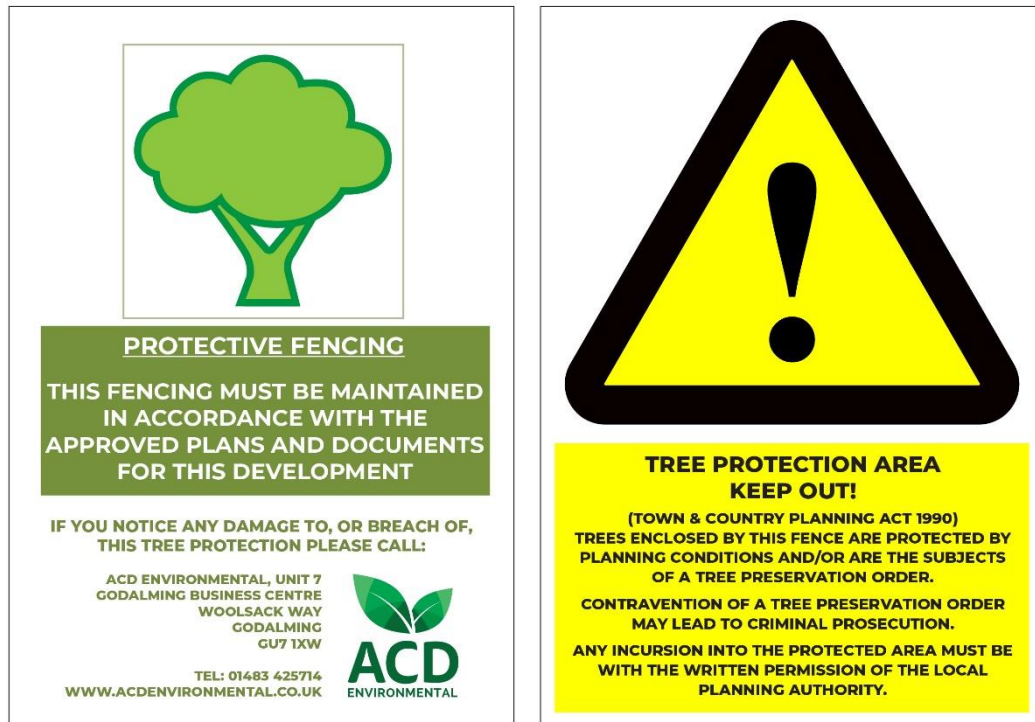 PROTECTIVE FENCING
THIS FENCING MUST BE MAINTAINED
IN ACCORDANCE WITH THE
APPROVED PLANS AND DOCUMENTS
FOR THIS DEVELOPMENT
IF YOU NOTICE ANY DAMAGE TO, OR BREACH OF,
THIS TREE PROTECTION PLEASE CALL:
ACD ENVIRONMENTAL, UNIT 7
GODALMING BUSINESS CENTRE
WOOLSACK WAY
GODALMING
GU7 1XW
TEL: 01483 425714
WWW.ACDENVIRONMENTAL.CO.UK
ACD
ENVIRONMENTAL
!
TREE PROTECTION AREA
KEEP OUT!
(TOWN & COUNTRY PLANNING ACT 1990)
TREES ENCLOSED BY THIS FENCE ARE PROTECTED BY
PLANNING CONDITIONS AND/OR ARE THE SUBJECTS
OF A TREE PRESERVATION ORDER.
CONTRAVENTION OF A TREE PRESERVATION ORDER
MAY LEAD TO CRIMINAL PROSECUTION.
ANY INCURSION INTO THE PROTECTED AREA MUST BE
WITH THE WRITTEN PERMISSION OF THE LOCAL
PLANNING AUTHORITY.